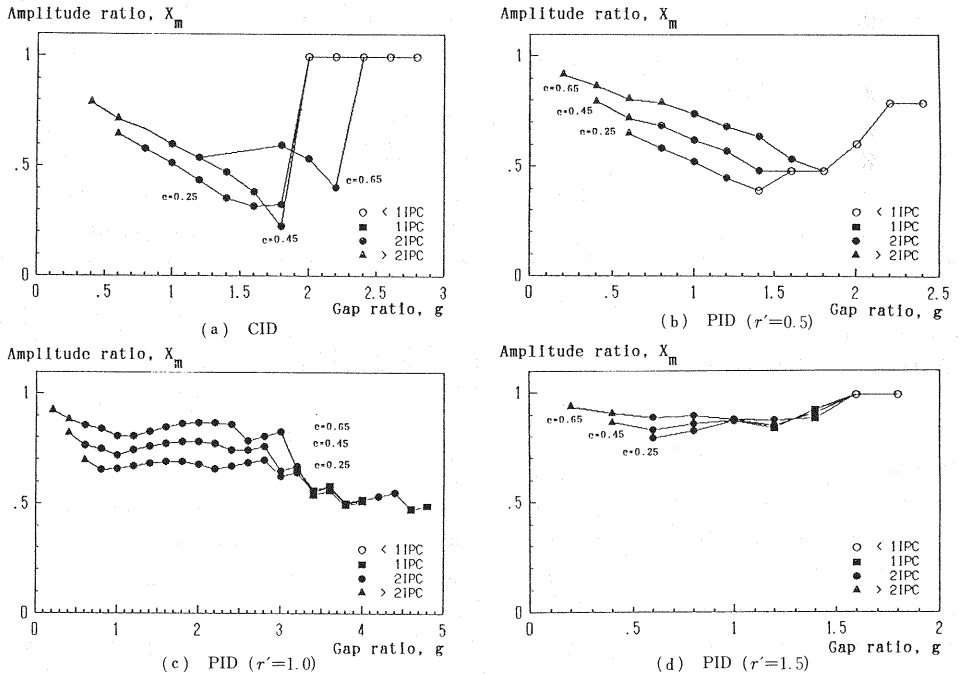 Amplitude ratio, Xm
1
.5
0
0 .5 1 1.5 2 2.5 3
Gap ratio, g
e=0.25
e=0.45
e=0.65
○ < 1IPC
■ 1IPC
● 2IPC
▲ > 2IPC
(a) CID
Amplitude ratio, Xm
1
.5
0
0 .5 1 1.5 2 2.5
Gap ratio, g
e=0.65
e=0.45
e=0.25
○ < 1IPC
■ 1IPC
● 2IPC
▲ > 2IPC
(b) PID (r′=0.5)
Amplitude ratio, Xm
1
.5
0
0 1 2 3 4 5
Gap ratio, g
e=0.65
e=0.45
e=0.25
○ < 1IPC
■ 1IPC
● 2IPC
▲ > 2IPC
(c) PID (r′=1.0)
Amplitude ratio, Xm
1
.5
0
0 .5 1 1.5 2
Gap ratio, g
e=0.65
e=0.45
e=0.25
○ < 1IPC
■ 1IPC
● 2IPC
▲ > 2IPC
(d) PID (r′=1.5)